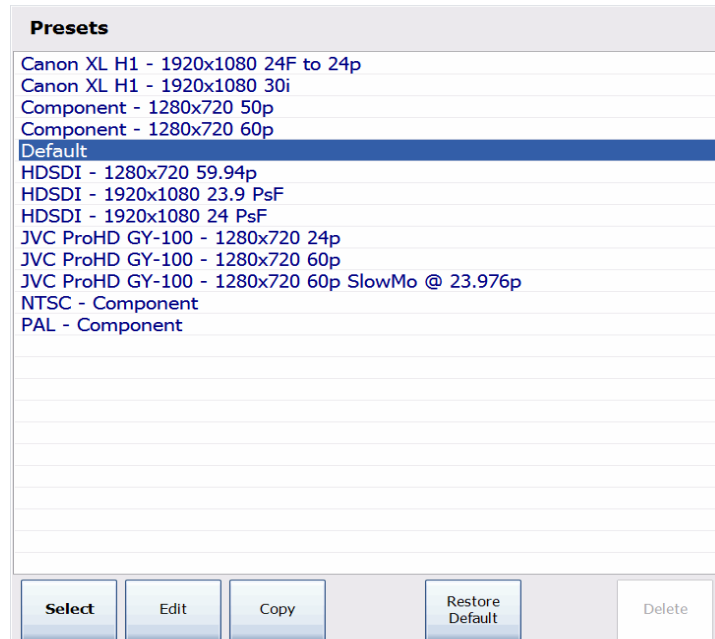 Presets
Canon XL H1 - 1920x1080 24F to 24p
Canon XL H1 - 1920x1080 30i
Component - 1280x720 50p
Component - 1280x720 60p
Default
HDSDI - 1280x720 59.94p
HDSDI - 1920x1080 23.9 PsF
HDSDI - 1920x1080 24 PsF
JVC ProHD GY-100 - 1280x720 24p
JVC ProHD GY-100 - 1280x720 60p
JVC ProHD GY-100 - 1280x720 60p SlowMo @ 23.976p
NTSC - Component
PAL - Component
Select
Edit
Copy
Restore
Default
Delete